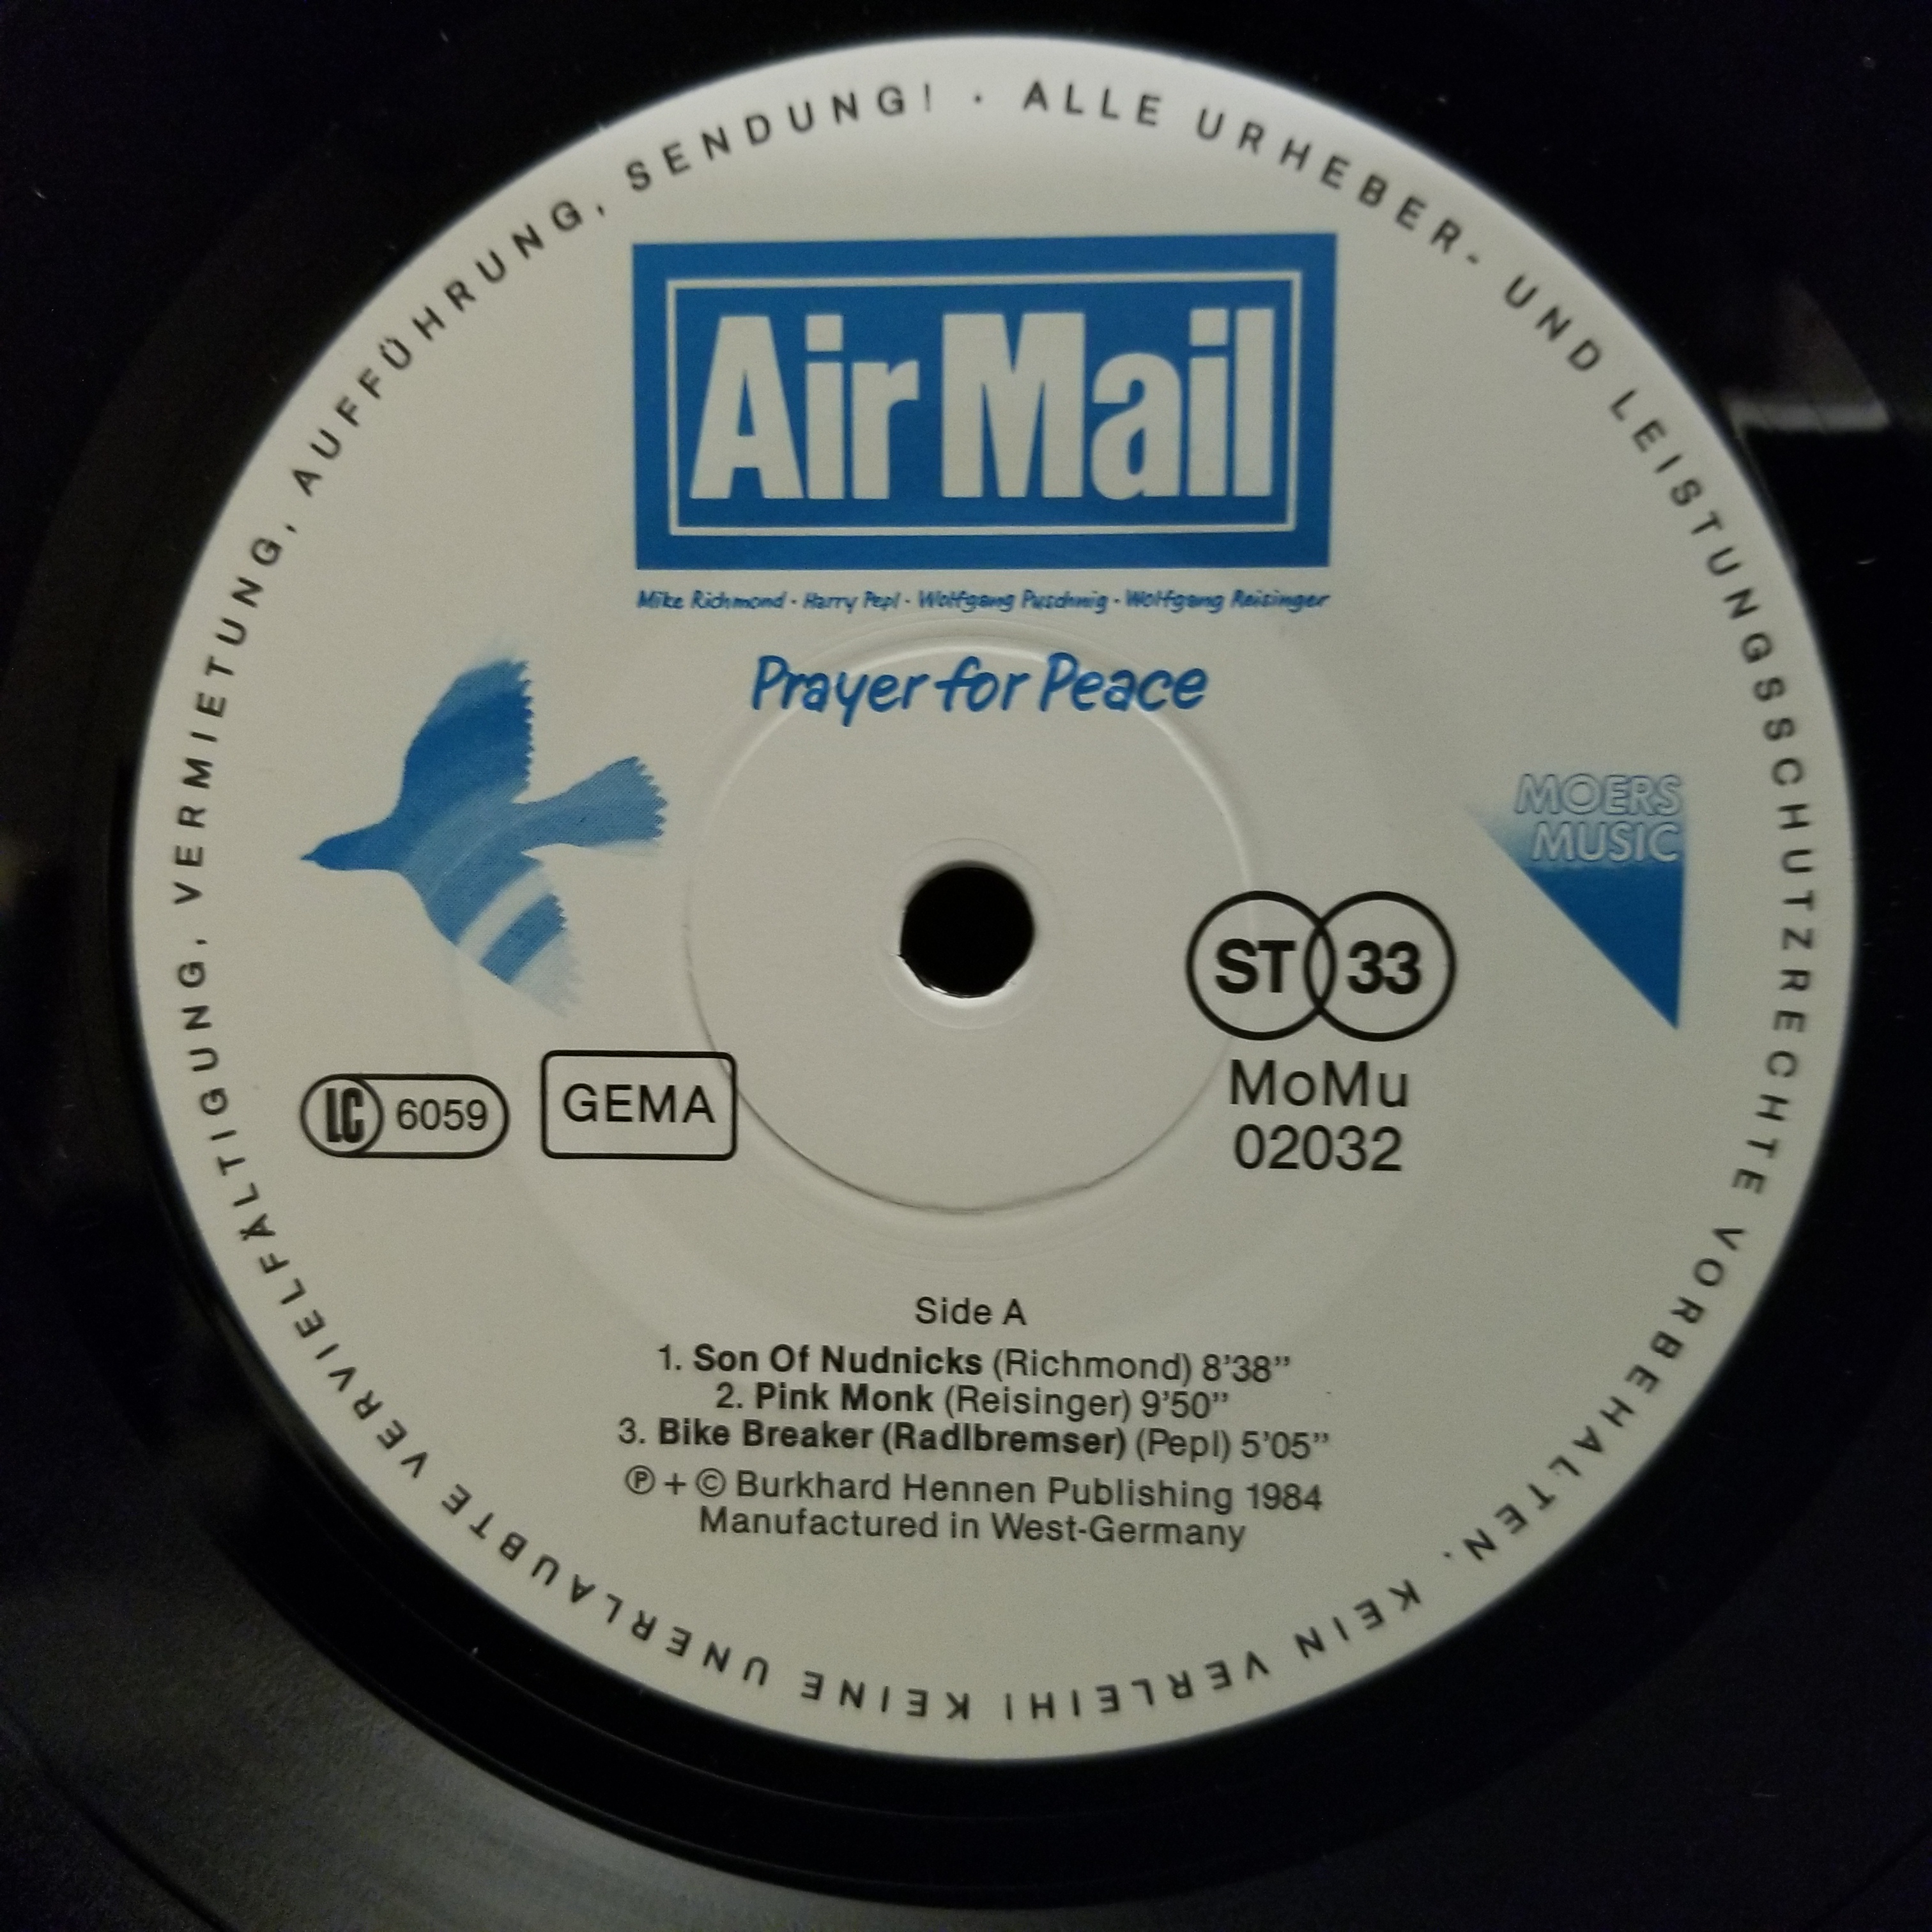 ALLE URHEBER- UND LEISTUNGSSCHUTZRECHTE VORBEHALTEN. KEIN VERLEIH! KEINE UNERLAUBTE VERVIELFÄLTIGUNG, VERMIETUNG, AUFFÜHRUNG, SENDUNG! ·
Air Mail
Mike Richmond · Harry Pepl · Wolfgang Puschnig · Wolfgang Reisinger
Prayer for Peace
MOERS
MUSIC
ST 33
MoMu
02032
LC 6059
GEMA
Side A
1. Son Of Nudnicks (Richmond) 8'38”
2. Pink Monk (Reisinger) 9'50”
3. Bike Breaker (Radlbremser) (Pepl) 5'05”
℗ + © Burkhard Hennen Publishing 1984
Manufactured in West-Germany